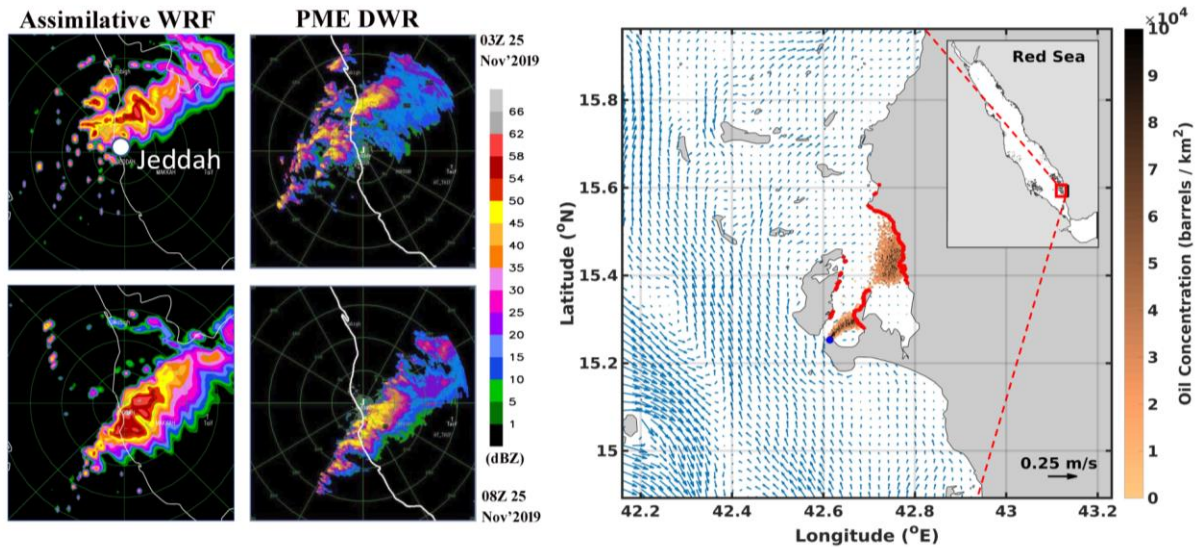 Assimilative WRF
PME DWR
03Z 25
Nov'2019
Jeddah
66
62
58
50
45
40
35
30
25
20
15
10
5
1
(dBZ)
08Z 25
Nov'2019
Red Sea
15.8
15.6
15.4
15.2
15
Latitude (°N)
42.2
42.4
42.6
42.8
43
43.2
Longitude (°E)
0.25 m/s
×10⁴
10
9
8
7
6
5
4
3
2
1
0
Oil Concentration (barrels / km²)